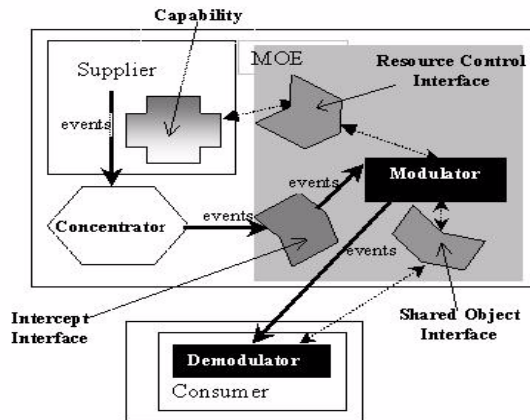 Capability
Supplier
MOE
Resource Control
Interface
events
events
Modulator
Concentrator
events
events
Intercept
Interface
Shared Object
Interface
Demodulator
Consumer